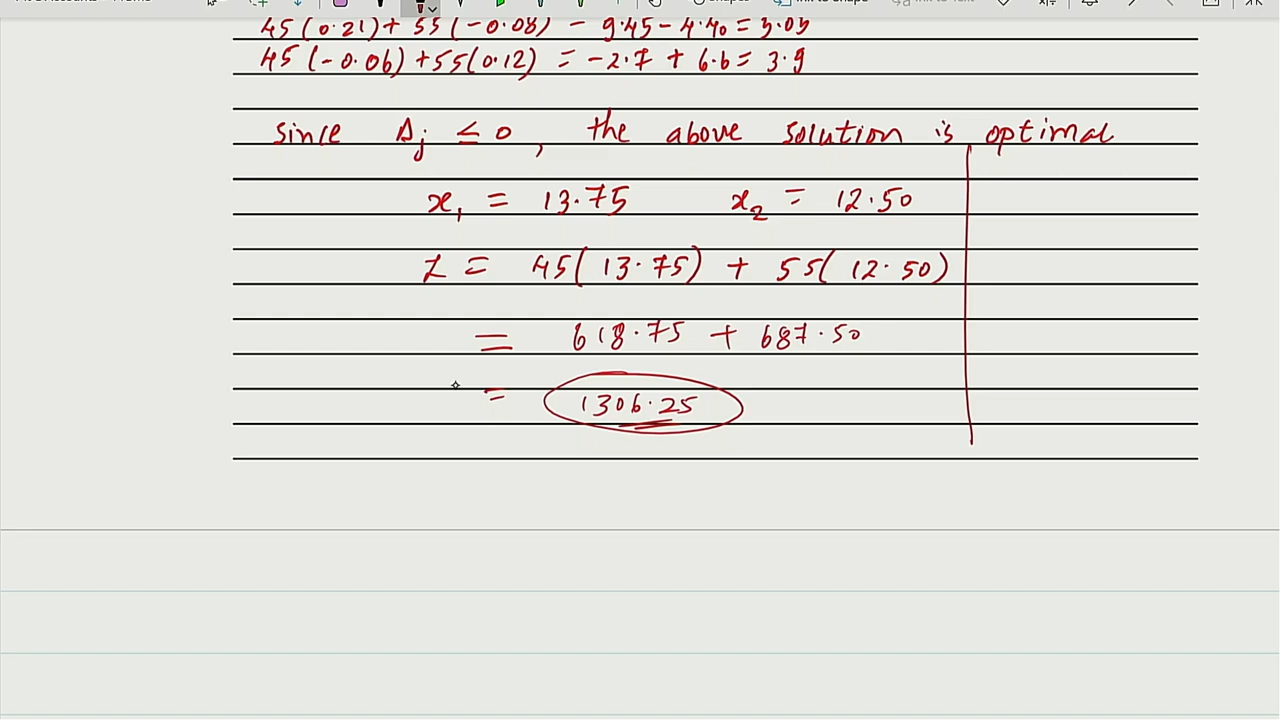 45(0.21)+ 55(-0.08) - 9.45-4.40=5.05
45(-0.06)+55(0.12) = -2.7 + 6.6= 3.9
since Δj ≤ 0, the above solution is optimal
x₁ = 13.75 x₂ = 12.50
Z = 45(13.75) + 55(12.50)
= 618.75 + 687.50
= 1306.25